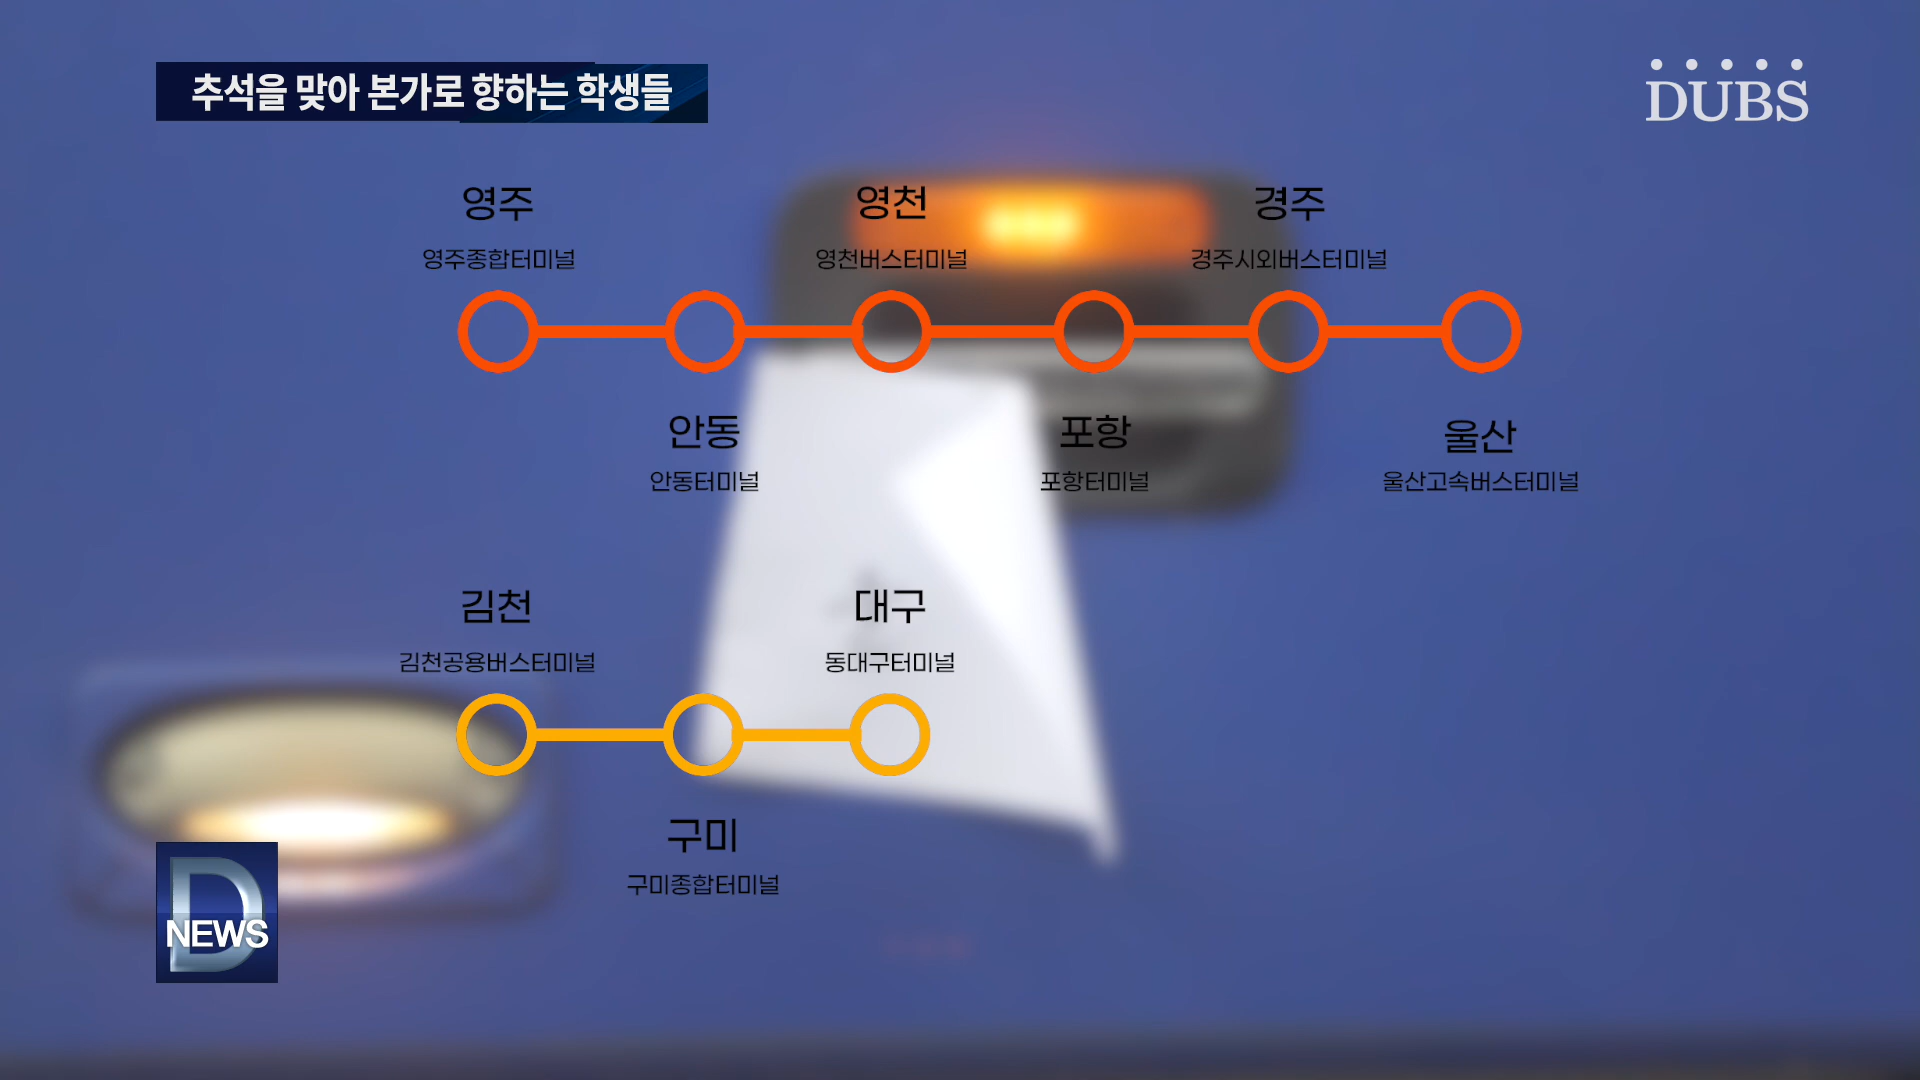 추석을 맞아 본가로 향하는 학생들
DUBS
영주
영주종합터미널
영천
영천버스터미널
경주
경주시외버스터미널
안동
안동터미널
포항
포항터미널
울산
울산고속버스터미널
김천
김천공용버스터미널
대구
동대구터미널
구미
구미종합터미널
D
NEWS